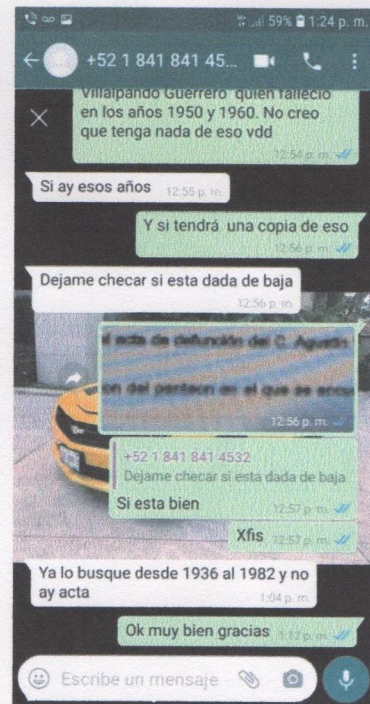 59% 1:24 p. m.
+52 1 841 841 45...
Villalpando Guerrero quien falleció
en los años 1950 y 1960. No creo
que tenga nada de eso vdd
12:54 p. m.
Si ay esos años 12:55 p. m.
Y si tendrá una copia de eso
12:56 p. m.
Dejame checar si esta dada de baja
12:56 p. m.
el acta de defunción del C. Agustín
on del panteon en el que se encu
12:56 p. m.
+52 1 841 841 4532
Dejame checar si esta dada de baja
Si esta bien 12:57 p. m.
Xfis 12:57 p. m.
Ya lo busque desde 1936 al 1982 y no
ay acta
1:04 p. m.
Ok muy bien gracias 1:12 p. m.
Escribe un mensaje